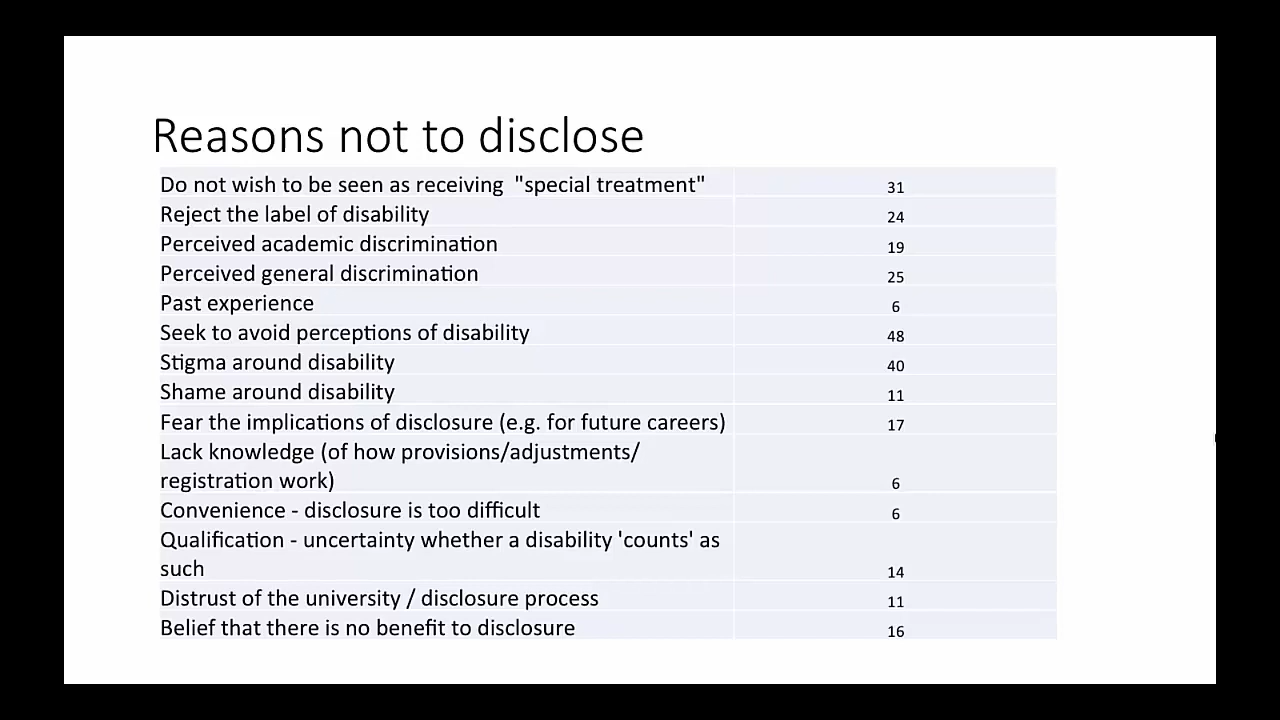 Reasons not to disclose
Do not wish to be seen as receiving  "special treatment" 31
Reject the label of disability 24
Perceived academic discrimination 19
Perceived general discrimination 25
Past experience 6
Seek to avoid perceptions of disability 48
Stigma around disability 40
Shame around disability 11
Fear the implications of disclosure (e.g. for future careers) 17
Lack knowledge (of how provisions/adjustments/
registration work) 6
Convenience - disclosure is too difficult 6
Qualification - uncertainty whether a disability 'counts' as
such 14
Distrust of the university / disclosure process 11
Belief that there is no benefit to disclosure 16